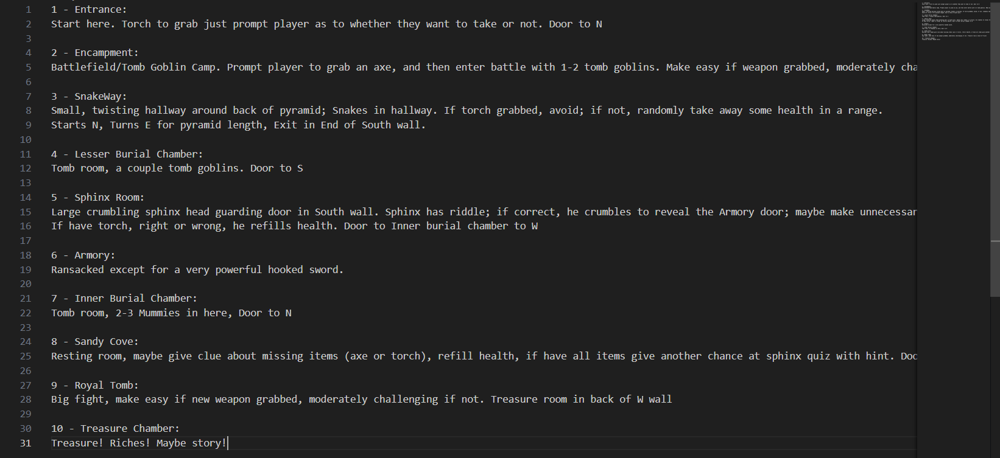 1 1 - Entrance:
2 Start here. Torch to grab just prompt player as to whether they want to take or not. Door to N
3
4 2 - Encampment:
5 Battlefield/Tomb Goblin Camp. Prompt player to grab an axe, and then enter battle with 1-2 tomb goblins. Make easy if weapon grabbed, moderately cha
6
7 3 - SnakeWay:
8 Small, twisting hallway around back of pyramid; Snakes in hallway. If torch grabbed, avoid; if not, randomly take away some health in a range.
9 Starts N, Turns E for pyramid length, Exit in End of South wall.
10
11 4 - Lesser Burial Chamber:
12 Tomb room, a couple tomb goblins. Door to S
13
14 5 - Sphinx Room:
15 Large crumbling sphinx head guarding door in South wall. Sphinx has riddle; if correct, he crumbles to reveal the Armory door; maybe make unnecessar
16 If have torch, right or wrong, he refills health. Door to Inner burial chamber to W
17
18 6 - Armory:
19 Ransacked except for a very powerful hooked sword.
20
21 7 - Inner Burial Chamber:
22 Tomb room, 2-3 Mummies in here, Door to N
23
24 8 - Sandy Cove:
25 Resting room, maybe give clue about missing items (axe or torch), refill health, if have all items give another chance at sphinx quiz with hint. Doo
26
27 9 - Royal Tomb:
28 Big fight, make easy if new weapon grabbed, moderately challenging if not. Treasure room in back of W wall
29
30 10 - Treasure Chamber:
31 Treasure! Riches! Maybe story!